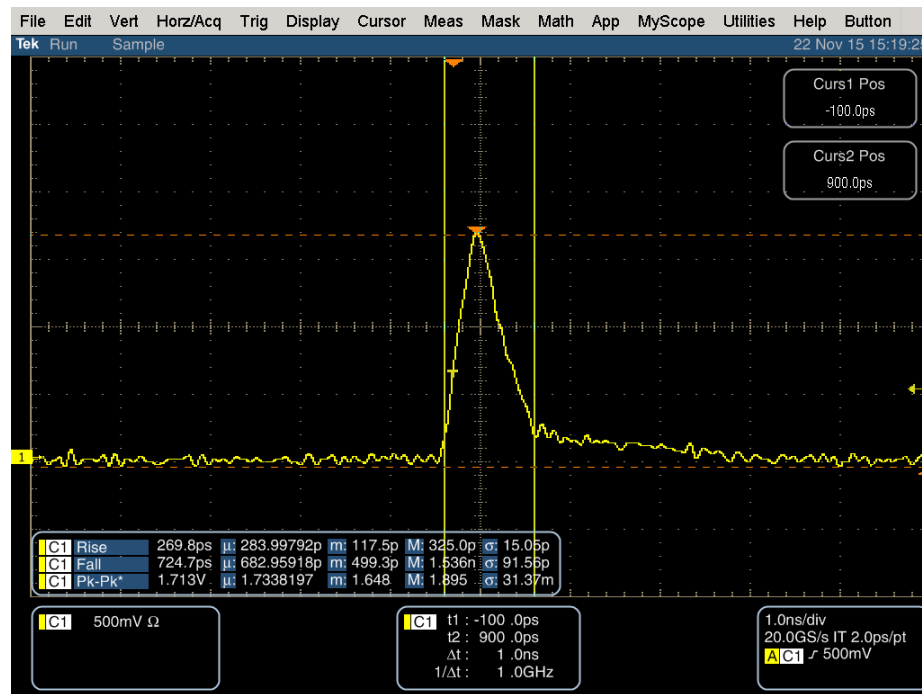 File Edit Vert Horz/Acq Trig Display Cursor Meas Mask Math App MyScope Utilities Help Button
Tek Run Sample 22 Nov 15 15:19:25
Curs1 Pos
-100.0ps
Curs2 Pos
900.0ps
1
C1 Rise 269.8ps μ: 283.99792p m: 117.5p M: 325.0p σ: 15.05p
C1 Fall 724.7ps μ: 682.95918p m: 499.3p M: 1.536n σ: 91.56p
C1 Pk-Pk* 1.713V μ: 1.7338197 m: 1.648 M: 1.895 σ: 31.37m
C1 500mV Ω
C1 t1 : -100 .0ps
t2 : 900 .0ps
Δt : 1 .0ns
1/Δt : 1 .0GHz
1.0ns/div
20.0GS/s IT 2.0ps/pt
A C1 500mV